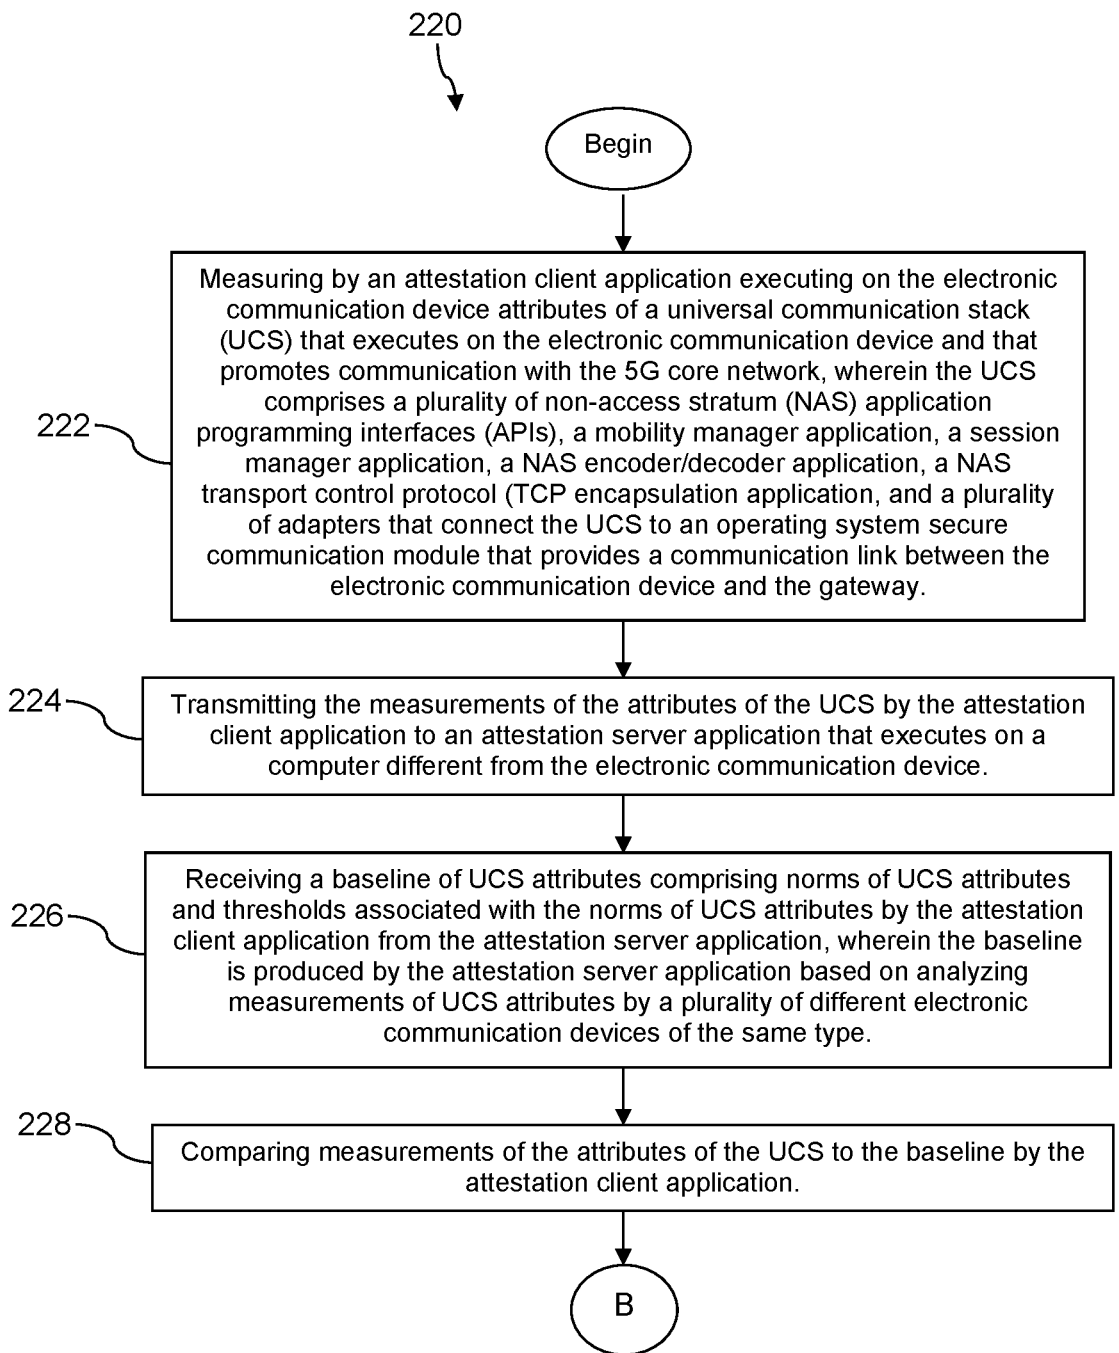 220
Begin
222
Measuring by an attestation client application executing on the electronic
communication device attributes of a universal communication stack
(UCS) that executes on the electronic communication device and that
promotes communication with the 5G core network, wherein the UCS
comprises a plurality of non-access stratum (NAS) application
programming interfaces (APIs), a mobility manager application, a session
manager application, a NAS encoder/decoder application, a NAS
transport control protocol (TCP encapsulation application, and a plurality
of adapters that connect the UCS to an operating system secure
communication module that provides a communication link between the
electronic communication device and the gateway.
224
Transmitting the measurements of the attributes of the UCS by the attestation
client application to an attestation server application that executes on a
computer different from the electronic communication device.
226
Receiving a baseline of UCS attributes comprising norms of UCS attributes
and thresholds associated with the norms of UCS attributes by the attestation
client application from the attestation server application, wherein the baseline
is produced by the attestation server application based on analyzing
measurements of UCS attributes by a plurality of different electronic
communication devices of the same type.
228
Comparing measurements of the attributes of the UCS to the baseline by the
attestation client application.
B